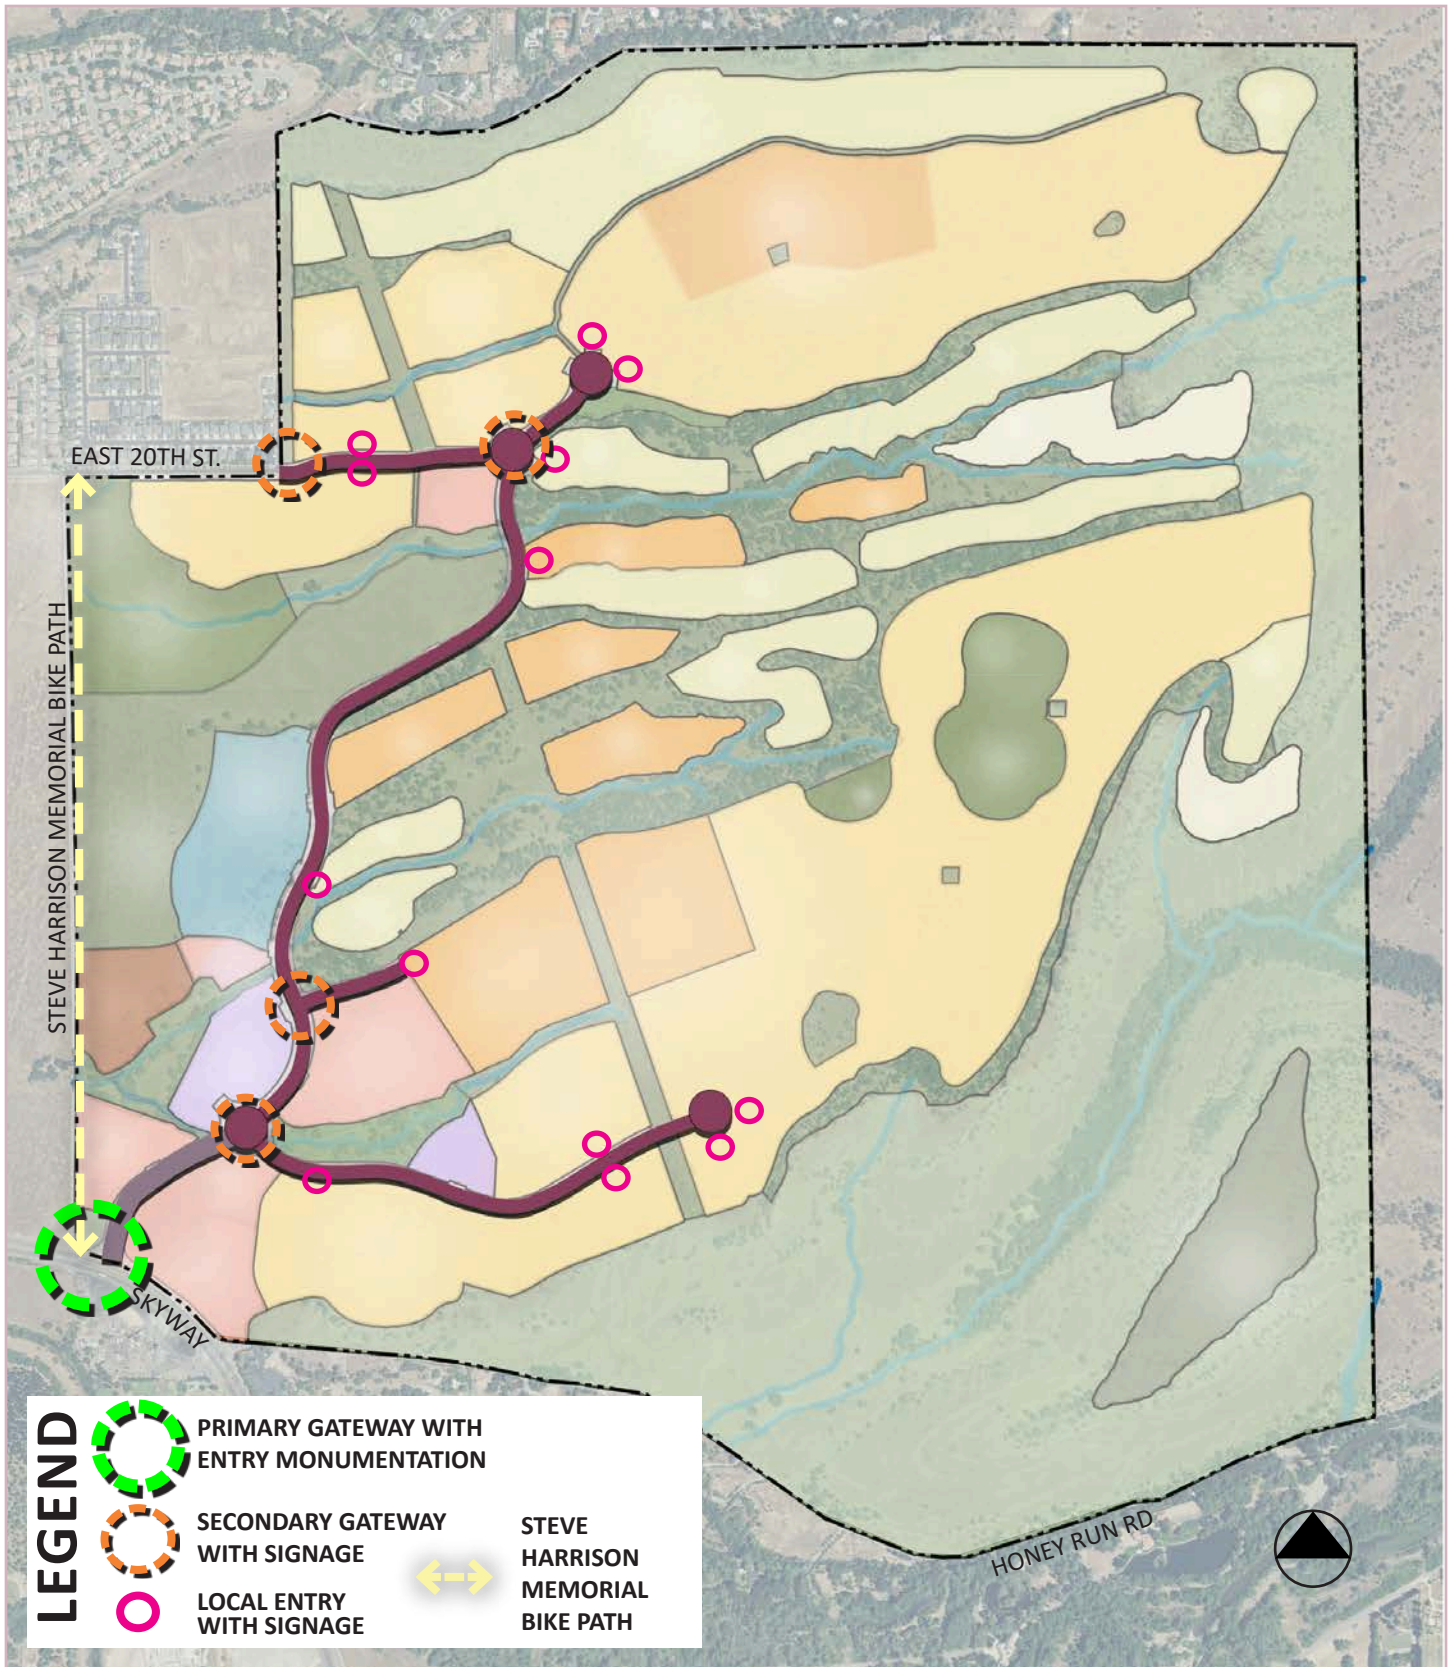 EAST 20TH ST.
STEVE HARRISON MEMORIAL BIKE PATH
SKYWAY
HONEY RUN RD
LEGEND
PRIMARY GATEWAY WITH
ENTRY MONUMENTATION
SECONDARY GATEWAY
WITH SIGNAGE
LOCAL ENTRY
WITH SIGNAGE
STEVE
HARRISON
MEMORIAL
BIKE PATH